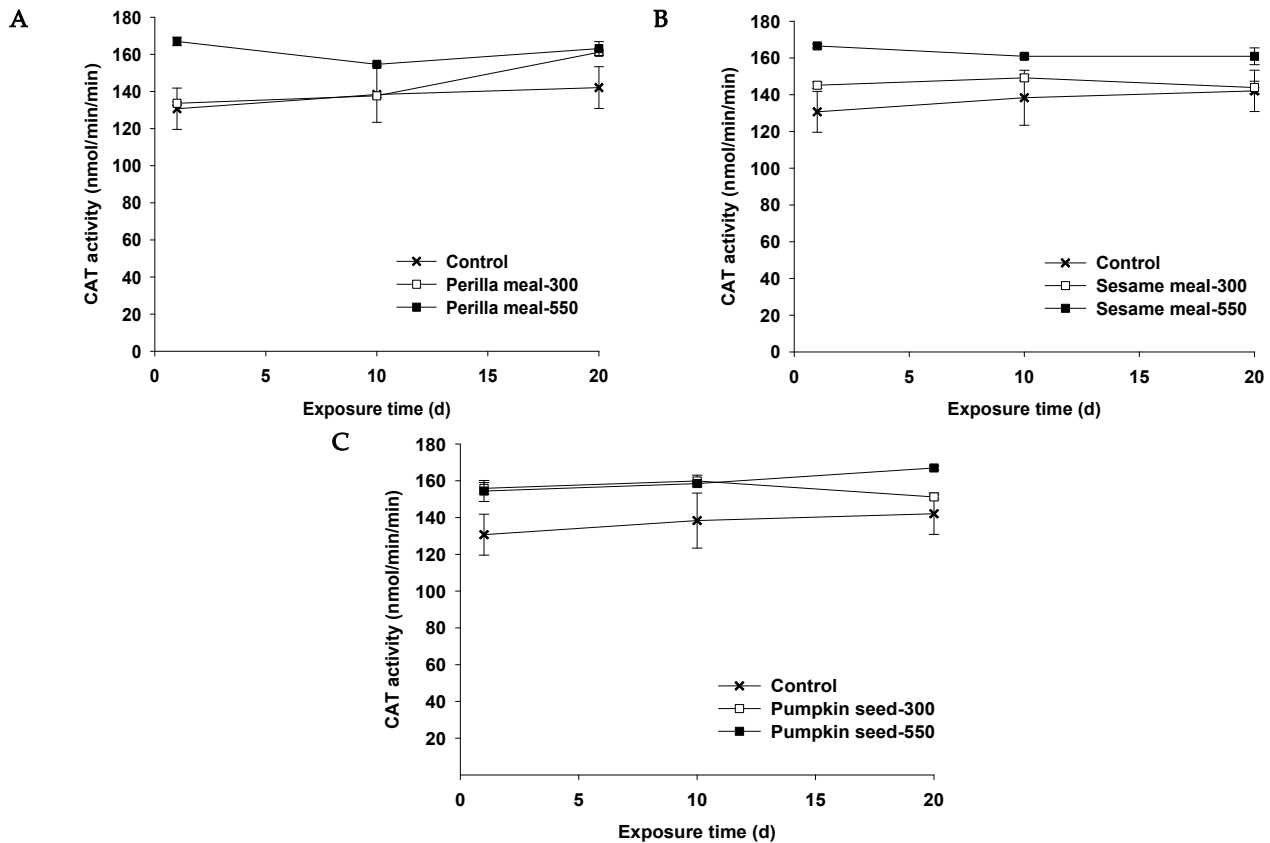 A
CAT activity (nmol/min/min)
180
160
140
120
100
80
60
40
20
0
0
5
10
15
20
Exposure time (d)
Control
Perilla meal-300
Perilla meal-550
B
CAT activity (nmol/min/min)
180
160
140
120
100
80
60
40
20
0
0
5
10
15
20
Exposure time (d)
Control
Sesame meal-300
Sesame meal-550
C
CAT activity (nmol/min/min)
180
160
140
120
100
80
60
40
20
0
5
10
15
20
Exposure time (d)
Control
Pumpkin seed-300
Pumpkin seed-550